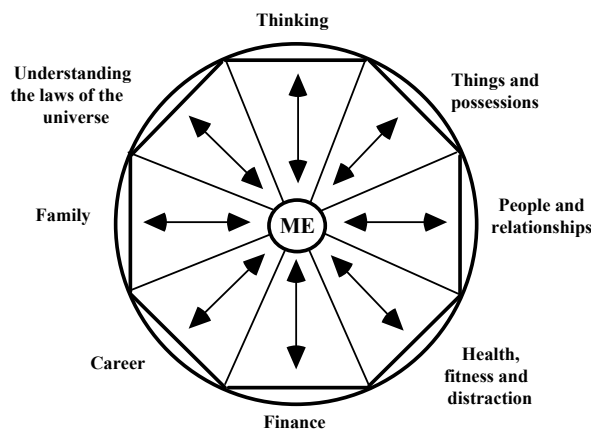 Thinking
Understanding
the laws of the
universe
Things and
possessions
Family
ME
People and
relationships
Career
Health,
fitness and
distraction
Finance